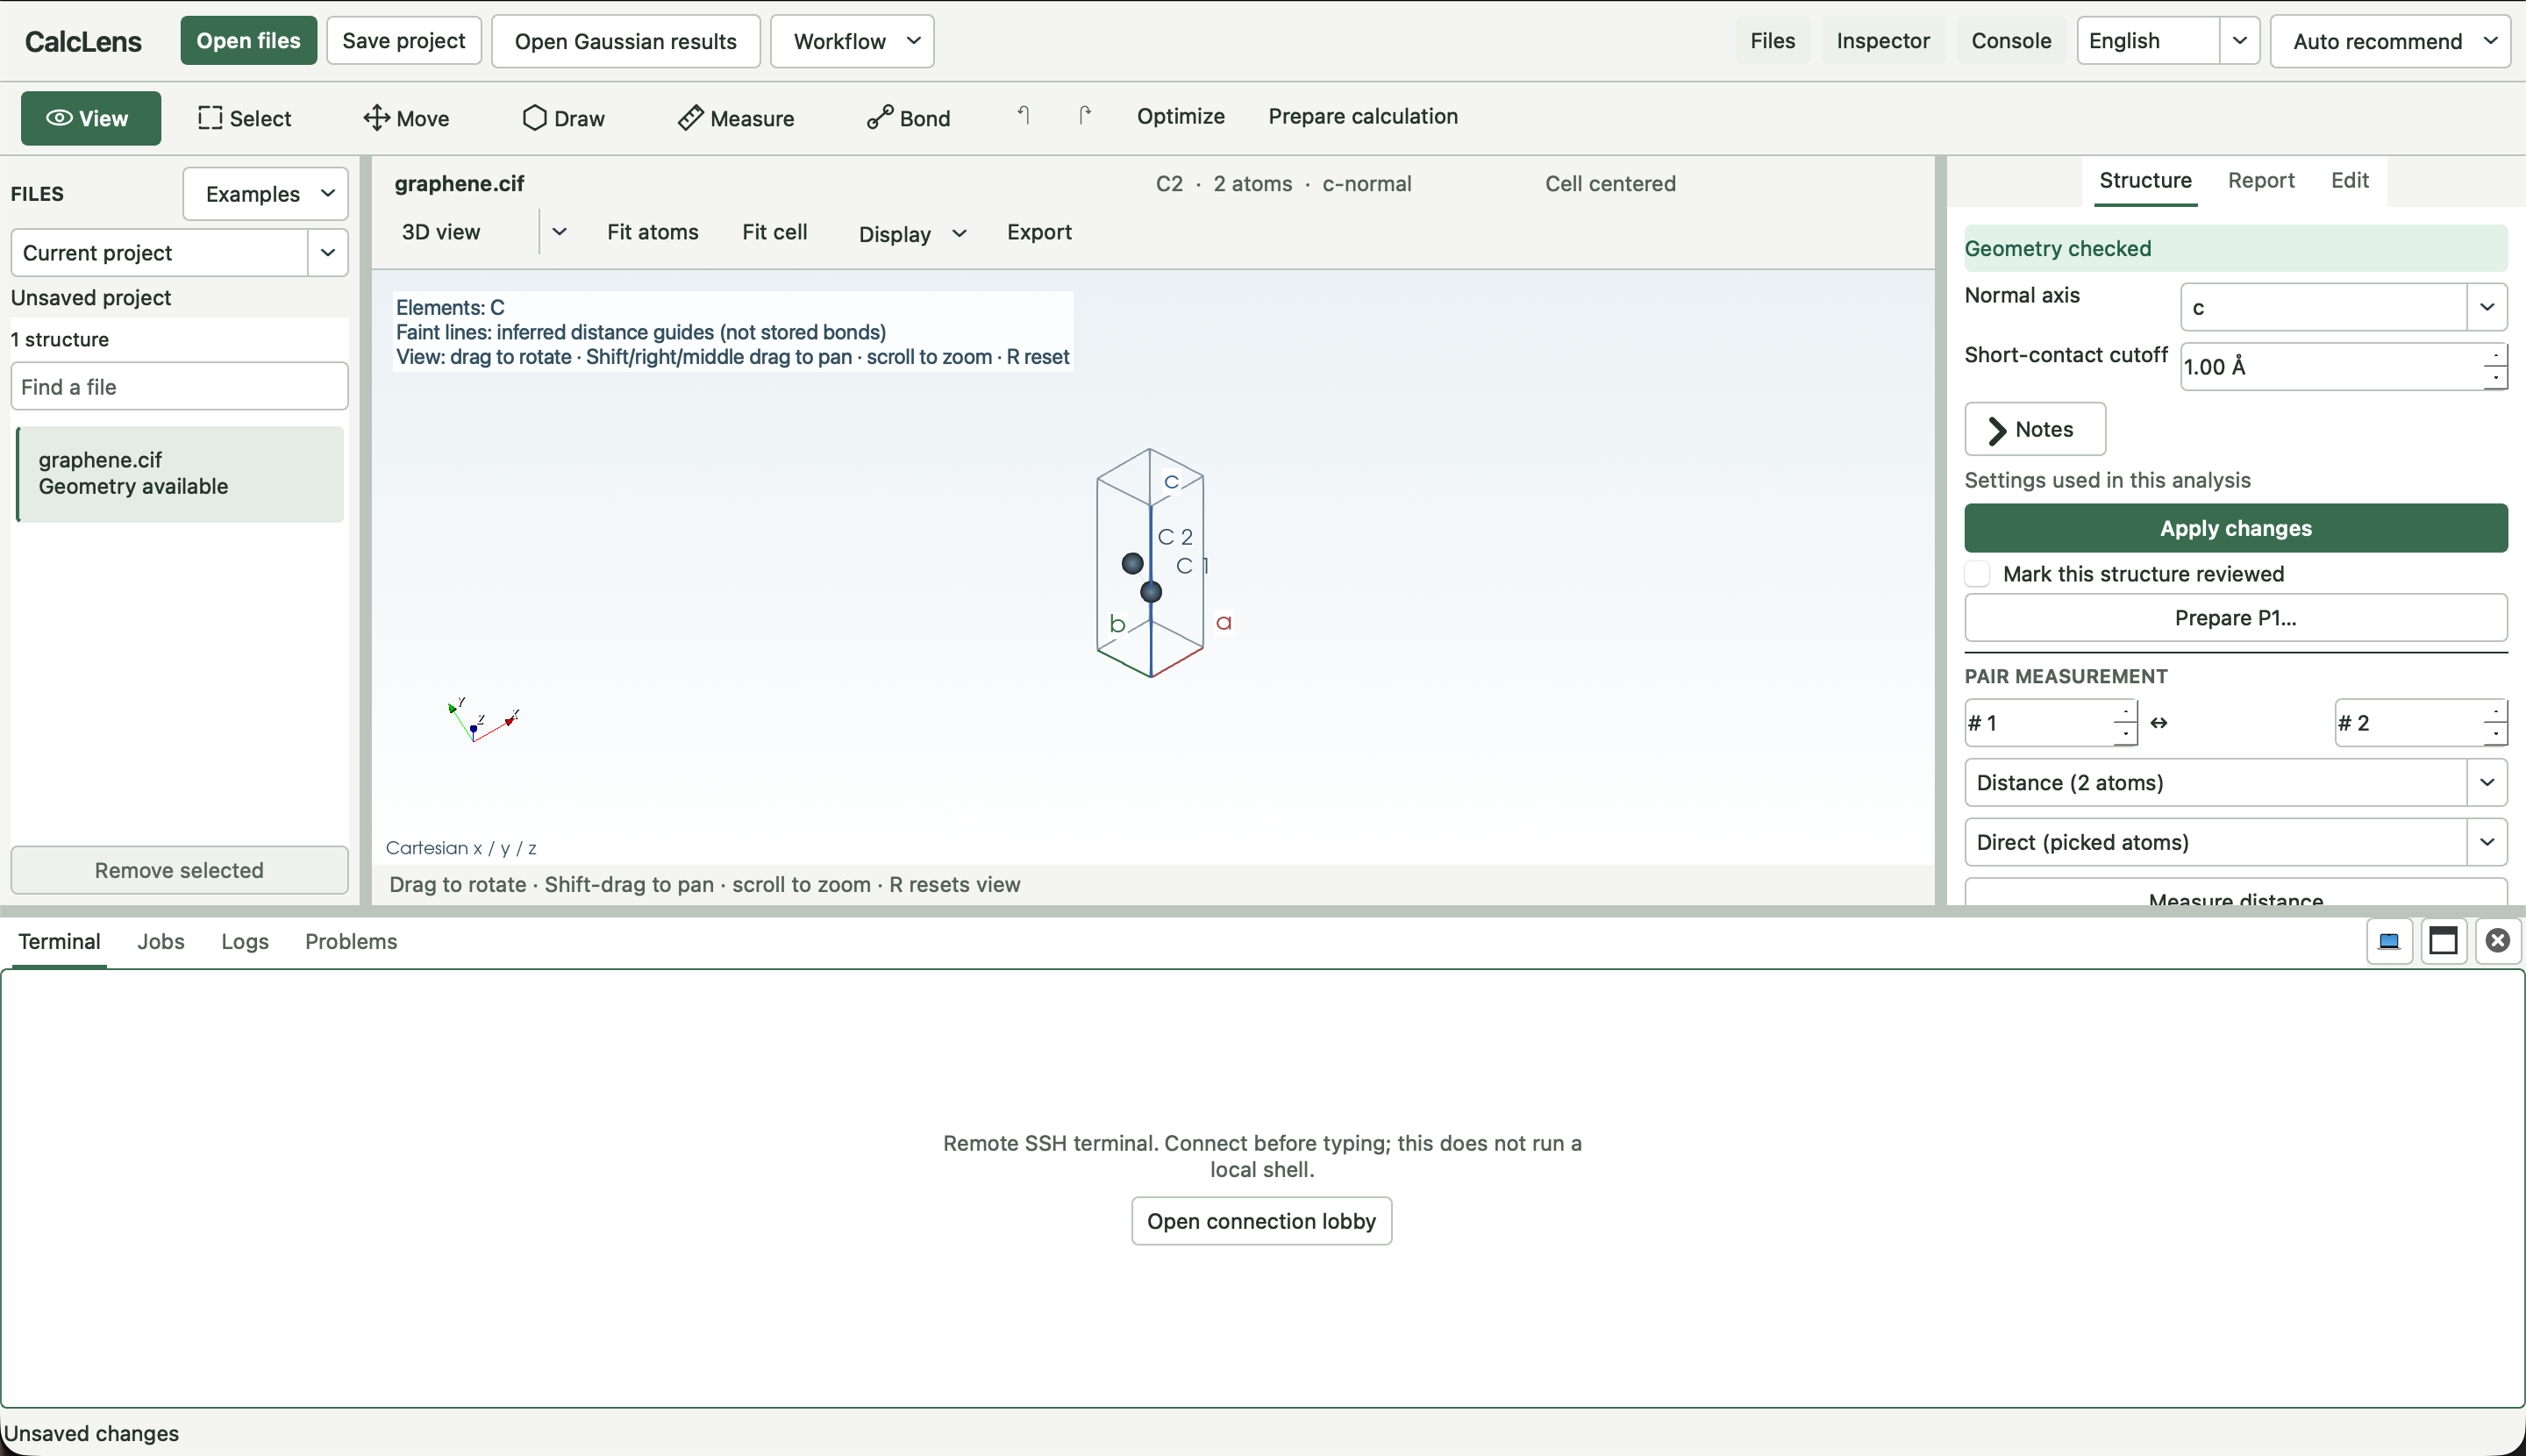 CalcLens
Open files
Save project
Open Gaussian results
Workflow
Files
Inspector
Console
English
Auto recommend
View
Select
Move
Draw
Measure
Bond
Optimize
Prepare calculation
FILES
Examples
Current project
Unsaved project
1 structure
Find a file
graphene.cif
Geometry available
Remove selected
graphene.cif
C2 · 2 atoms · c-normal
Cell centered
3D view
Fit atoms
Fit cell
Display
Export
Elements: C
Faint lines: inferred distance guides (not stored bonds)
View: drag to rotate · Shift/right/middle drag to pan · scroll to zoom · R reset
c
C 2
C 1
b
a
Y
Z
X
Cartesian x / y / z
Drag to rotate · Shift-drag to pan · scroll to zoom · R resets view
Structure
Report
Edit
Geometry checked
Normal axis
c
Short-contact cutoff
1.00 Å
Notes
Settings used in this analysis
Apply changes
Mark this structure reviewed
Prepare P1...
PAIR MEASUREMENT
# 1
↔
# 2
Distance (2 atoms)
Direct (picked atoms)
Measure distance
Terminal
Jobs
Logs
Problems
Remote SSH terminal. Connect before typing; this does not run a
local shell.
Open connection lobby
Unsaved changes